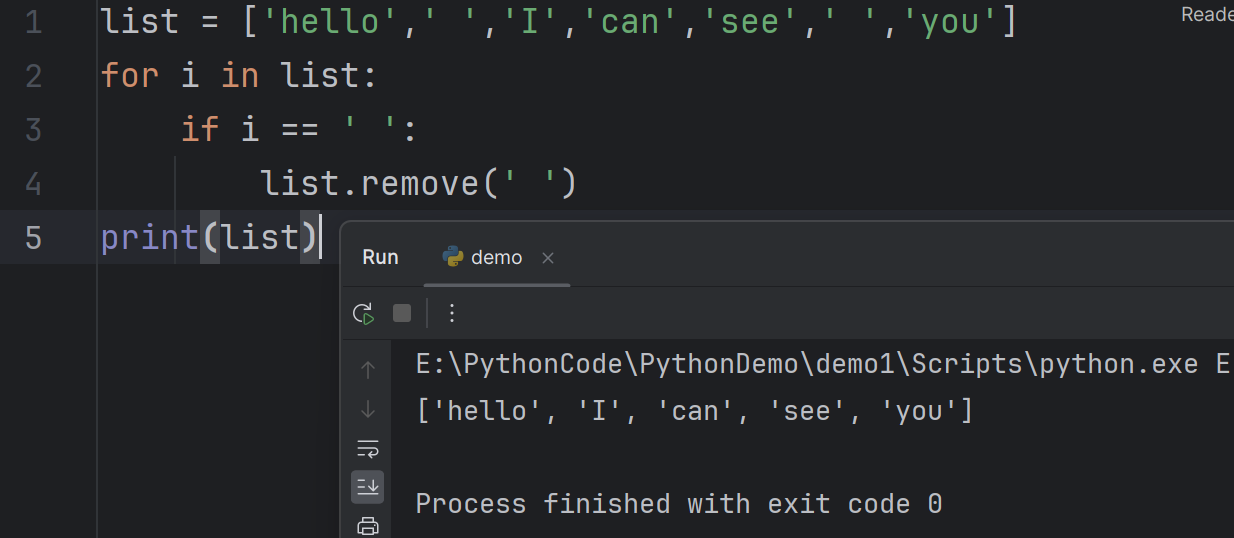 1 list = ['hello',' ','I','can','see',' ','you']
2 for i in list:
3 if i == ' ':
4 list.remove(' ')
5 print(list)
Reade
Run demo ×
E:\PythonCode\PythonDemo\demo1\Scripts\python.exe E
['hello', 'I', 'can', 'see', 'you']
Process finished with exit code 0